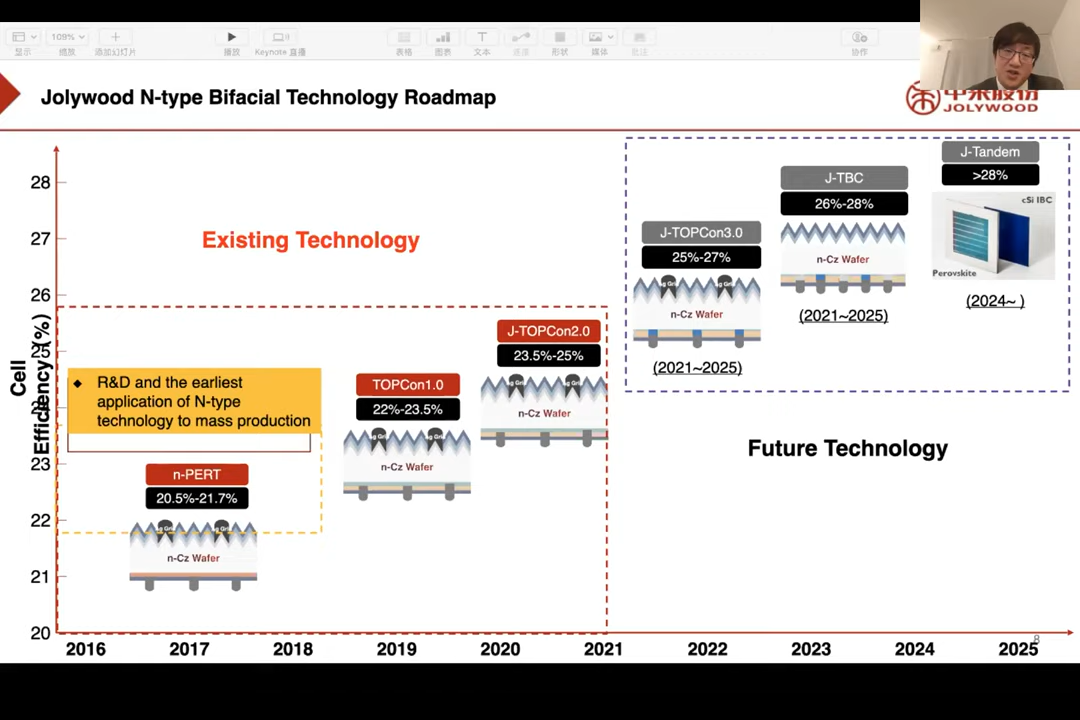 109%
显示
缩放
添加幻灯片
播放
Keynote 直播
表格
图表
文本
形状
媒体
批注
协作
Jolywood N-type Bifacial Technology Roadmap
中来股份
JOLYWOOD
Cell
Efficiency (%)
28
27
26
25
24
23
22
21
20
Existing Technology
◆ R&D and the earliest
application of N-type
technology to mass production
n-PERT
20.5%-21.7%
n-Cz Wafer
TOPCon1.0
22%-23.5%
n-Cz Wafer
J-TOPCon2.0
23.5%-25%
n-Cz Wafer
J-TOPCon3.0
25%-27%
n-Cz Wafer
(2021~2025)
J-TBC
26%-28%
n-Cz Wafer
(2021~2025)
J-Tandem
>28%
cSi IBC
Perovskite
(2024~ )
Future Technology
8
2016
2017
2018
2019
2020
2021
2022
2023
2024
2025